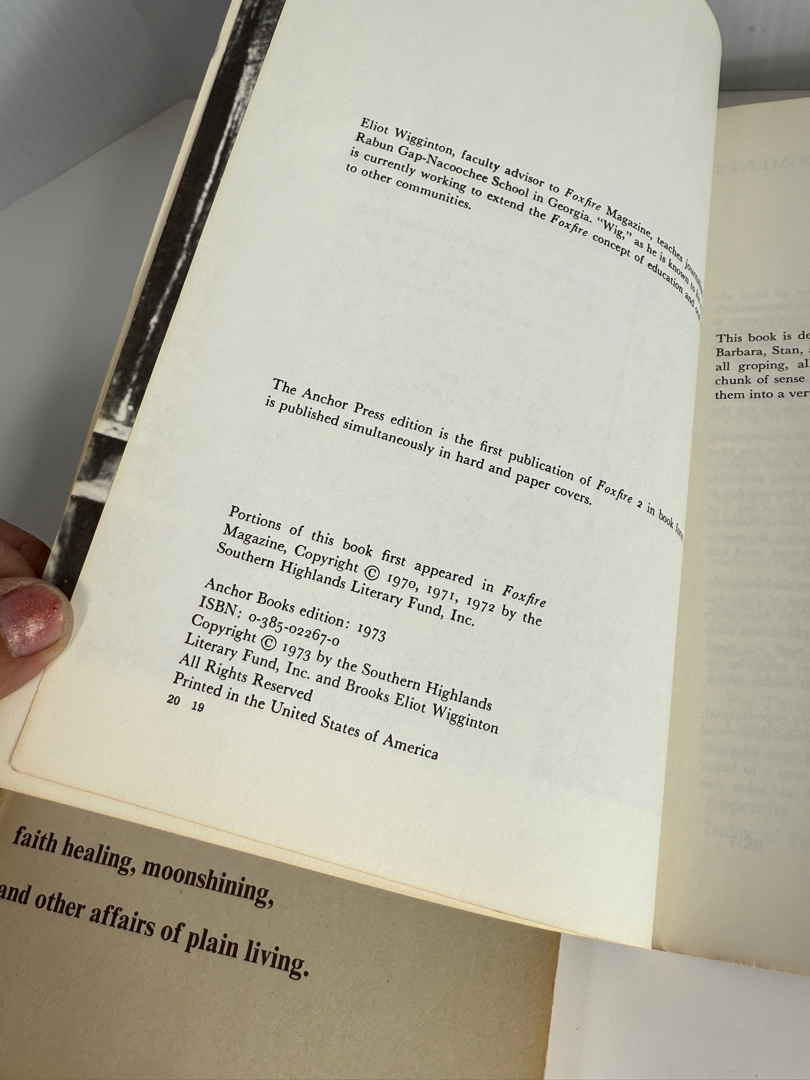 Eliot Wigginton, faculty advisor to Foxfire Magazine, teaches
Rabun Gap-Nacoochee School in Georgia. "Wig," as he is known to
is currently working to extend the Foxfire concept of education and
to other communities.
The Anchor Press edition is the first publication of Foxfire 2 in book form
is published simultaneously in hard and paper covers.
Portions of this book first appeared in Foxfire
Magazine, Copyright © 1970, 1971, 1972 by the
Southern Highlands Literary Fund, Inc.
Anchor Books edition: 1973
ISBN: 0-385-02267-0
Copyright © 1973 by the Southern Highlands
Literary Fund, Inc. and Brooks Eliot Wigginton
All Rights Reserved
Printed in the United States of America
20 19
This book is de
Barbara, Stan,
all groping, al
chunk of sense
them into a ver
faith healing, moonshining,
and other affairs of plain living.